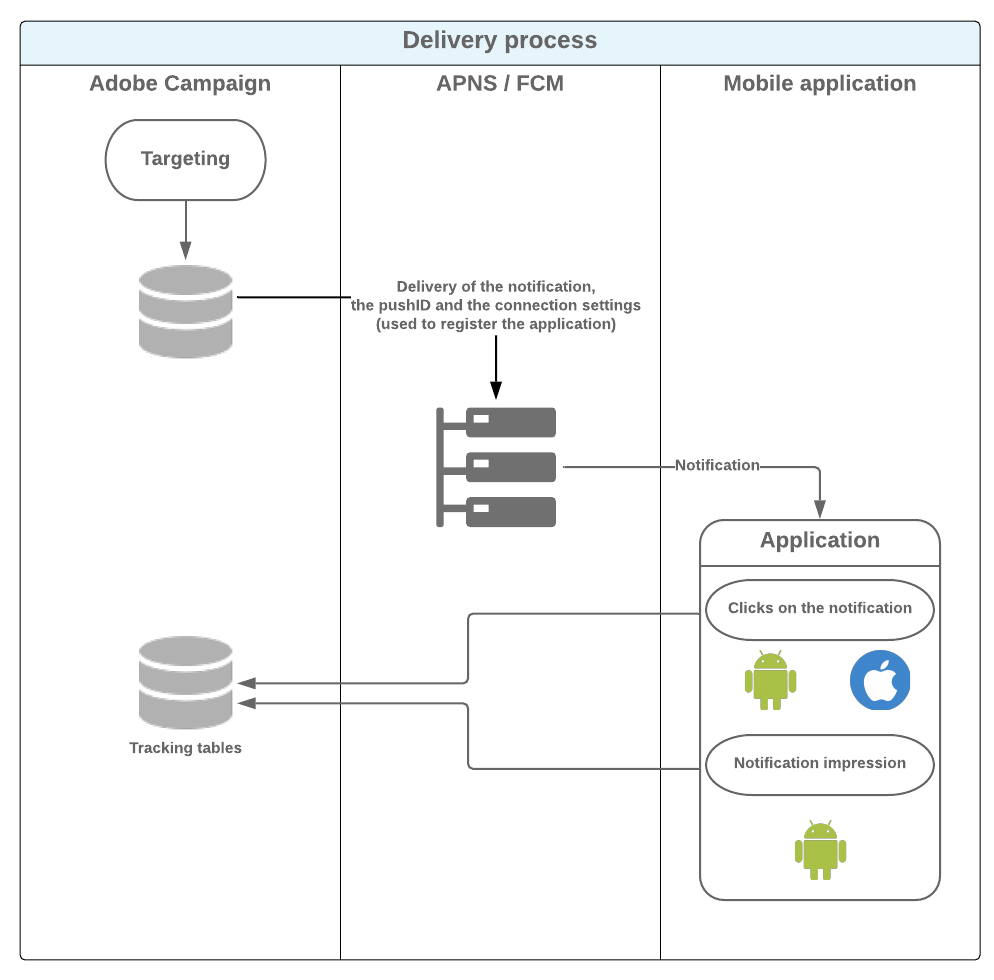 Delivery process
Adobe Campaign
APNS / FCM
Mobile application
Targeting
Delivery of the notification,
the pushID and the connection settings
(used to register the application)
Notification
Application
Clicks on the notification
Tracking tables
Notification impression